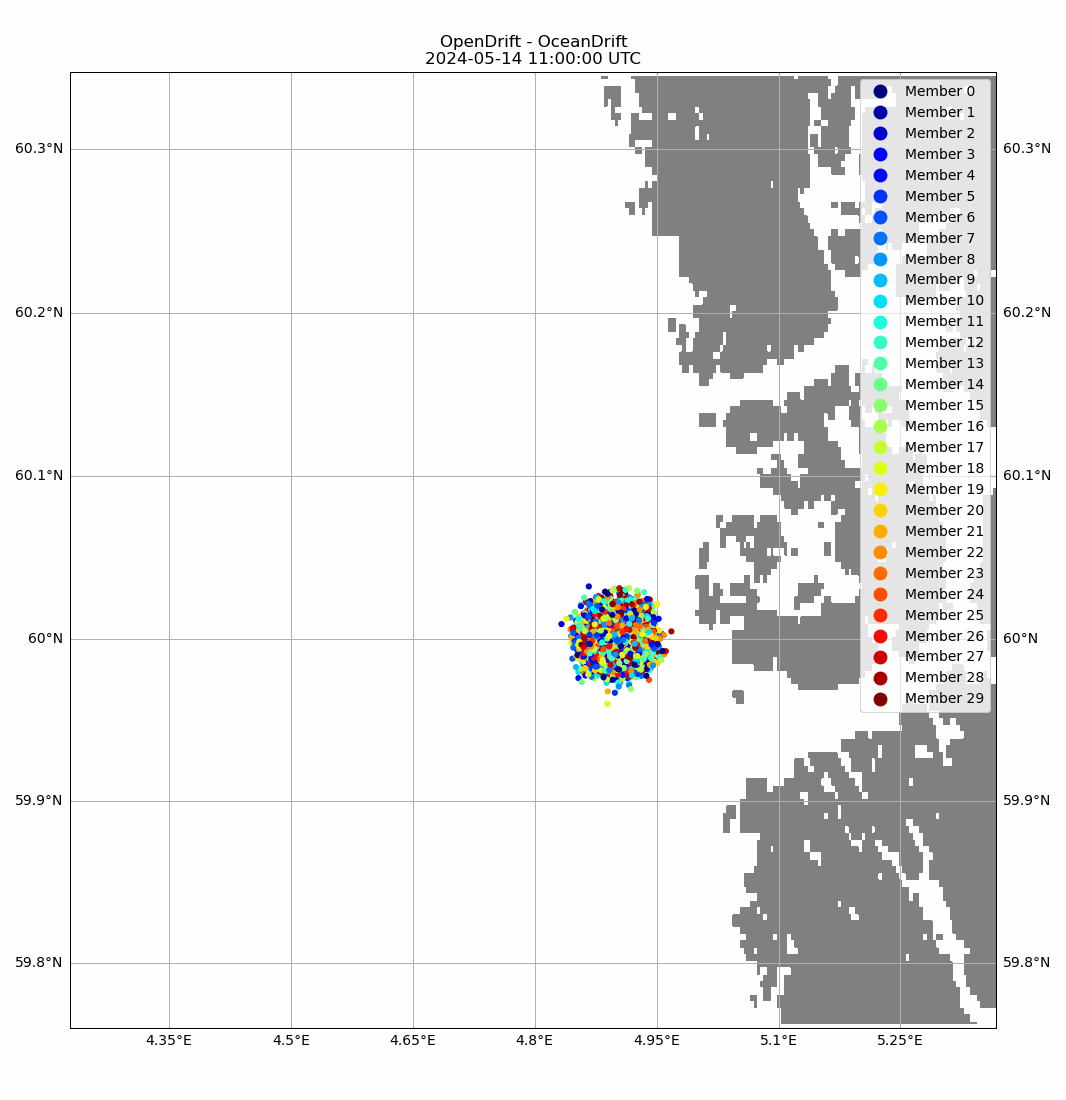 OpenDrift - OceanDrift
2024-05-14 11:00:00 UTC
Member 0
Member 1
Member 2
Member 3
Member 4
Member 5
Member 6
Member 7
Member 8
Member 9
Member 10
Member 11
Member 12
Member 13
Member 14
Member 15
Member 16
Member 17
Member 18
Member 19
Member 20
Member 21
Member 22
Member 23
Member 24
Member 25
Member 26
Member 27
Member 28
Member 29
60.3°N 60.3°N
60.2°N 60.2°N
60.1°N 60.1°N
60°N 60°N
59.9°N 59.9°N
59.8°N 59.8°N
4.35°E 4.5°E 4.65°E 4.8°E 4.95°E 5.1°E 5.25°E